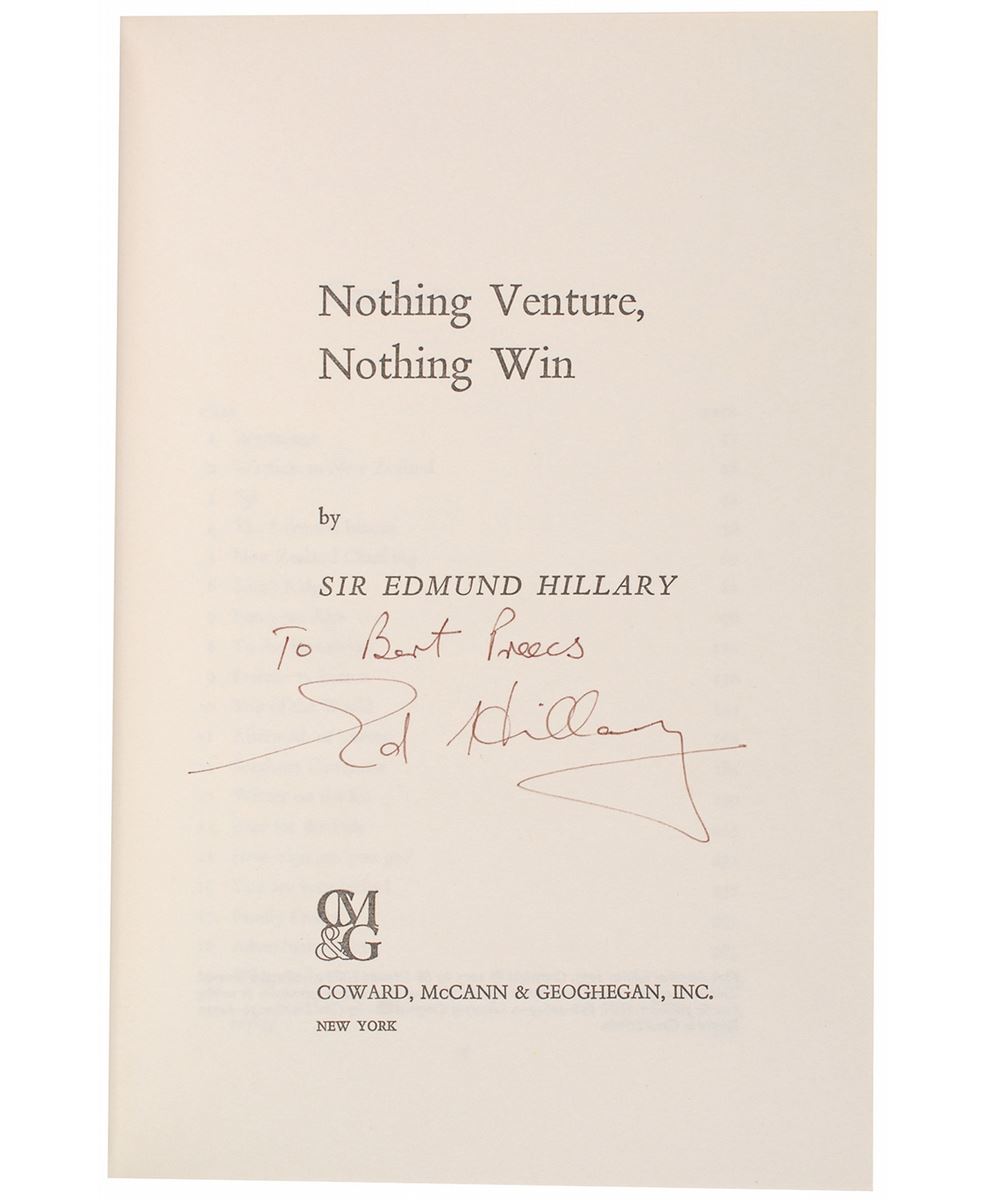 Nothing Venture,
Nothing Win
by
SIR EDMUND HILLARY
To Bert Preecs
Ed Hillary
CM
&G
COWARD, McCANN & GEOGHEGAN, INC.
NEW YORK